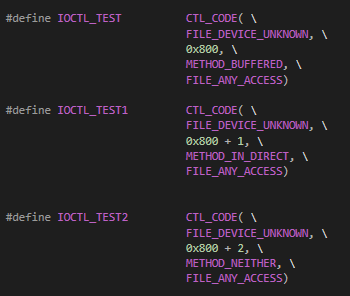 #define IOCTL_TEST CTL_CODE( \
FILE_DEVICE_UNKNOWN, \
0x800, \
METHOD_BUFFERED, \
FILE_ANY_ACCESS)
#define IOCTL_TEST1 CTL_CODE( \
FILE_DEVICE_UNKNOWN, \
0x800 + 1, \
METHOD_IN_DIRECT, \
FILE_ANY_ACCESS)
#define IOCTL_TEST2 CTL_CODE( \
FILE_DEVICE_UNKNOWN, \
0x800 + 2, \
METHOD_NEITHER, \
FILE_ANY_ACCESS)